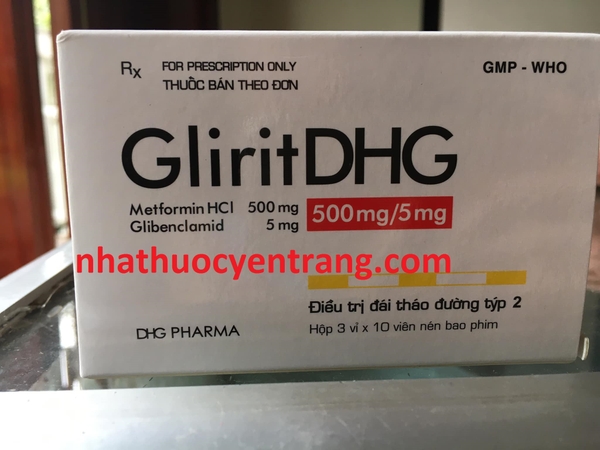 Rx FOR PRESCRIPTION ONLY
THUỐC BÁN THEO ĐƠN
GMP - WHO
GliritDHG
Metformin HCl 500 mg
Glibenclamid 5 mg
500mg/5mg
nhathuocyentrang.com
Điều trị đái tháo đường týp 2
Hộp 3 vỉ x 10 viên nén bao phim
DHG PHARMA